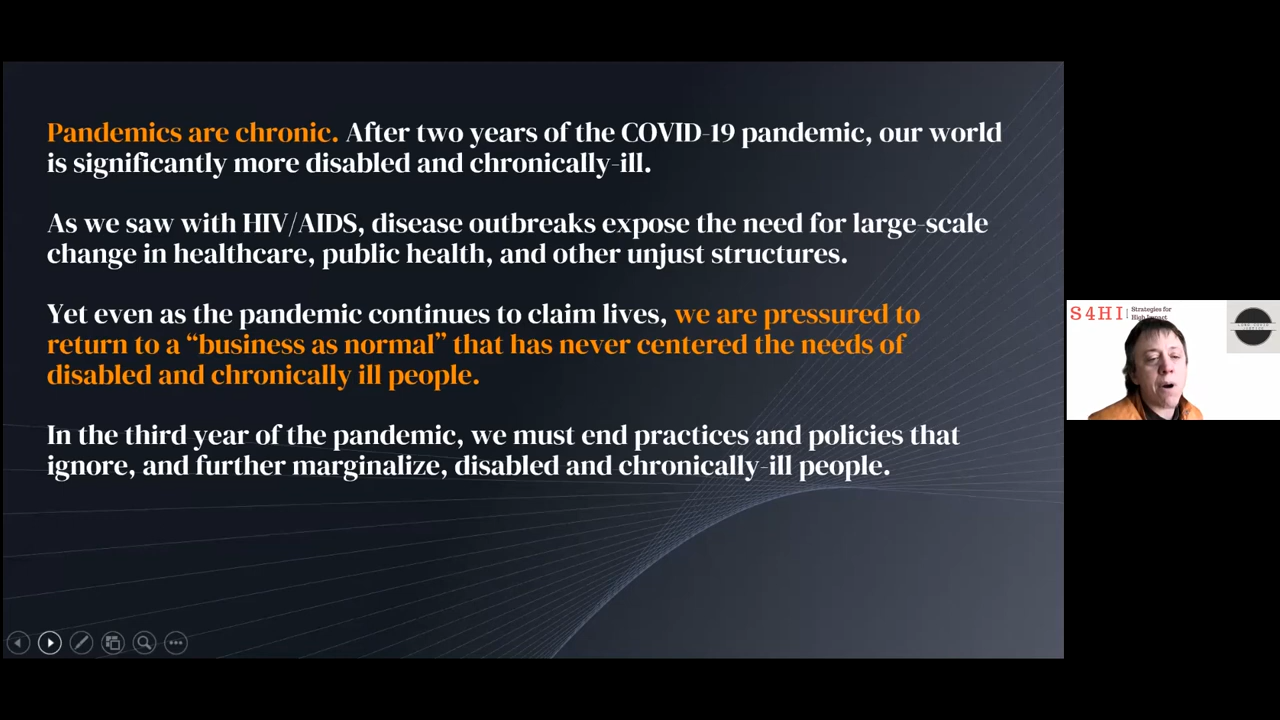 Pandemics are chronic. After two years of the COVID-19 pandemic, our world
is significantly more disabled and chronically-ill.
As we saw with HIV/AIDS, disease outbreaks expose the need for large-scale
change in healthcare, public health, and other unjust structures.
Yet even as the pandemic continues to claim lives, we are pressured to
return to a “business as normal” that has never centered the needs of
disabled and chronically ill people.
In the third year of the pandemic, we must end practices and policies that
ignore, and further marginalize, disabled and chronically-ill people.
S4HI
Strategies for
High Impact